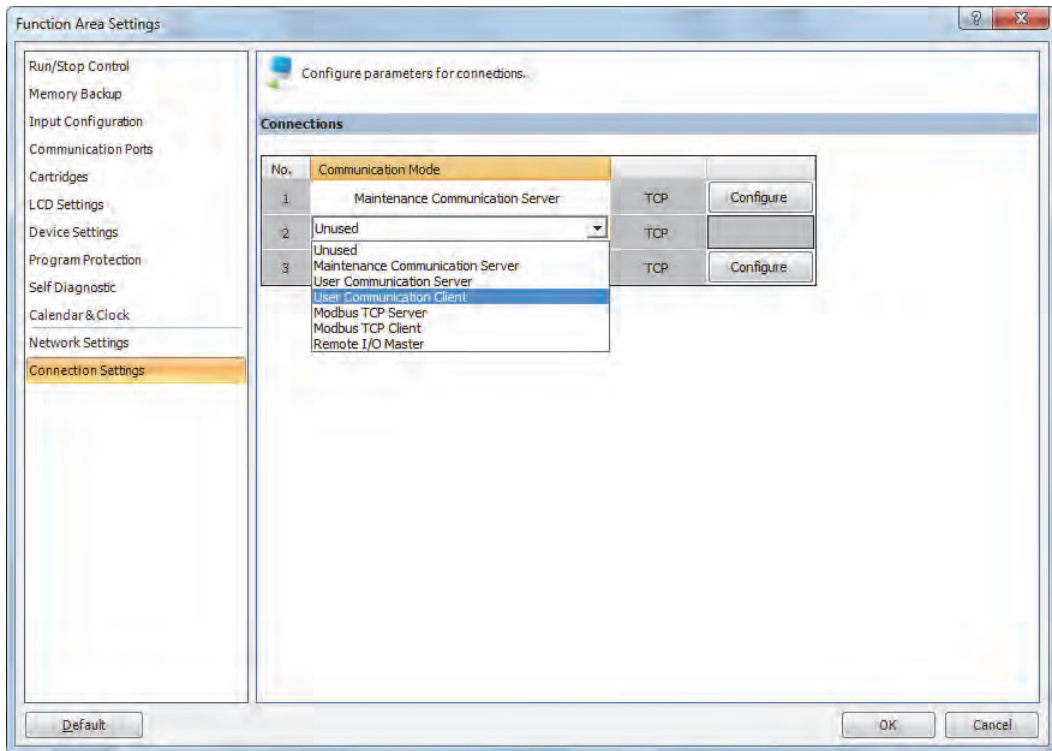 Function Area Settings
Run/Stop Control
Memory Backup
Input Configuration
Communication Ports
Cartridges
LCD Settings
Device Settings
Program Protection
Self Diagnostic
Calendar & Clock
Network Settings
Connection Settings
Configure parameters for connections.
Connections
No. Communication Mode
1 Maintenance Communication Server TCP Configure
2 Unused TCP
3 TCP Configure
Unused
Maintenance Communication Server
User Communication Server
User Communication Client
Modbus TCP Server
Modbus TCP Client
Remote I/O Master
Default
OK Cancel